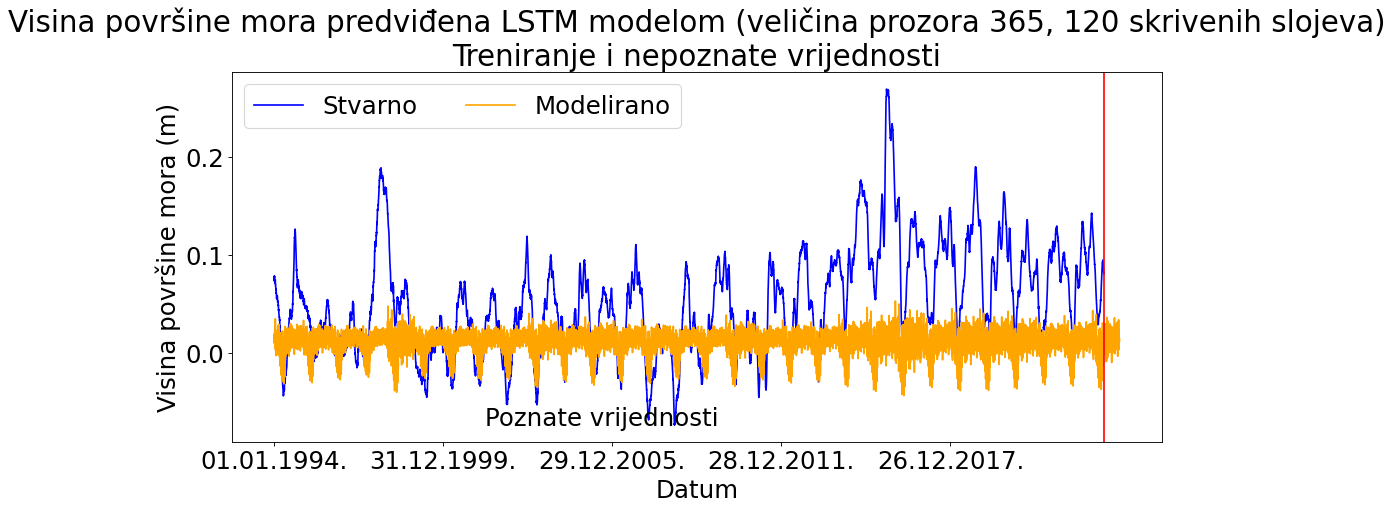 Visina površine mora predviđena LSTM modelom (veličina prozora 365, 120 skrivenih slojeva)
Treniranje i nepoznate vrijednosti
Stvarno Modelirano
Visina površine mora (m)
0.2
0.1
0.0
Poznate vrijednosti
01.01.1994. 31.12.1999. 29.12.2005. 28.12.2011. 26.12.2017.
Datum